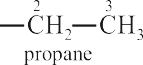 2 3
—CH₂—CH₃
propane